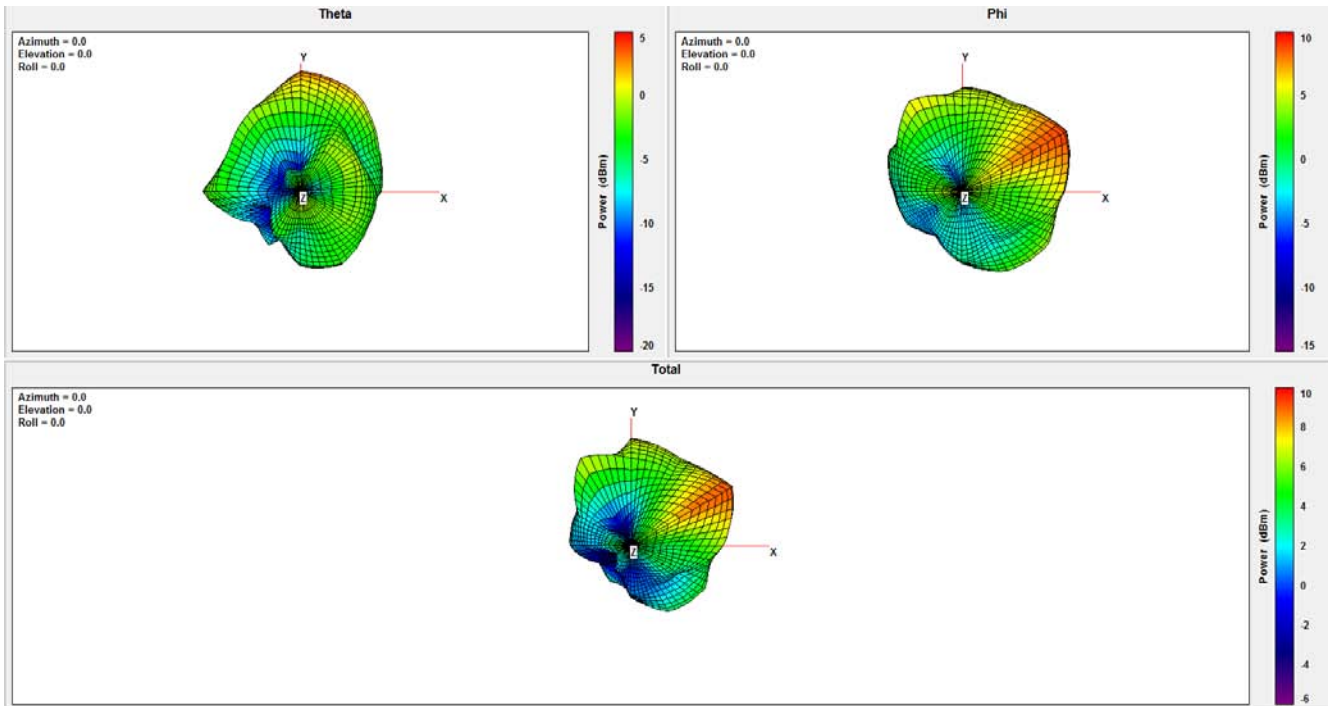 Theta
Azimuth = 0.0
Elevation = 0.0
Roll = 0.0
Y
X
Z
5
0
-5
-10
-15
-20
Power (dBm)
Phi
Azimuth = 0.0
Elevation = 0.0
Roll = 0.0
Y
X
Z
10
5
0
-5
-10
-15
Power (dBm)
Total
Azimuth = 0.0
Elevation = 0.0
Roll = 0.0
Y
X
Z
10
8
6
4
2
0
-2
-4
-6
Power (dBm)